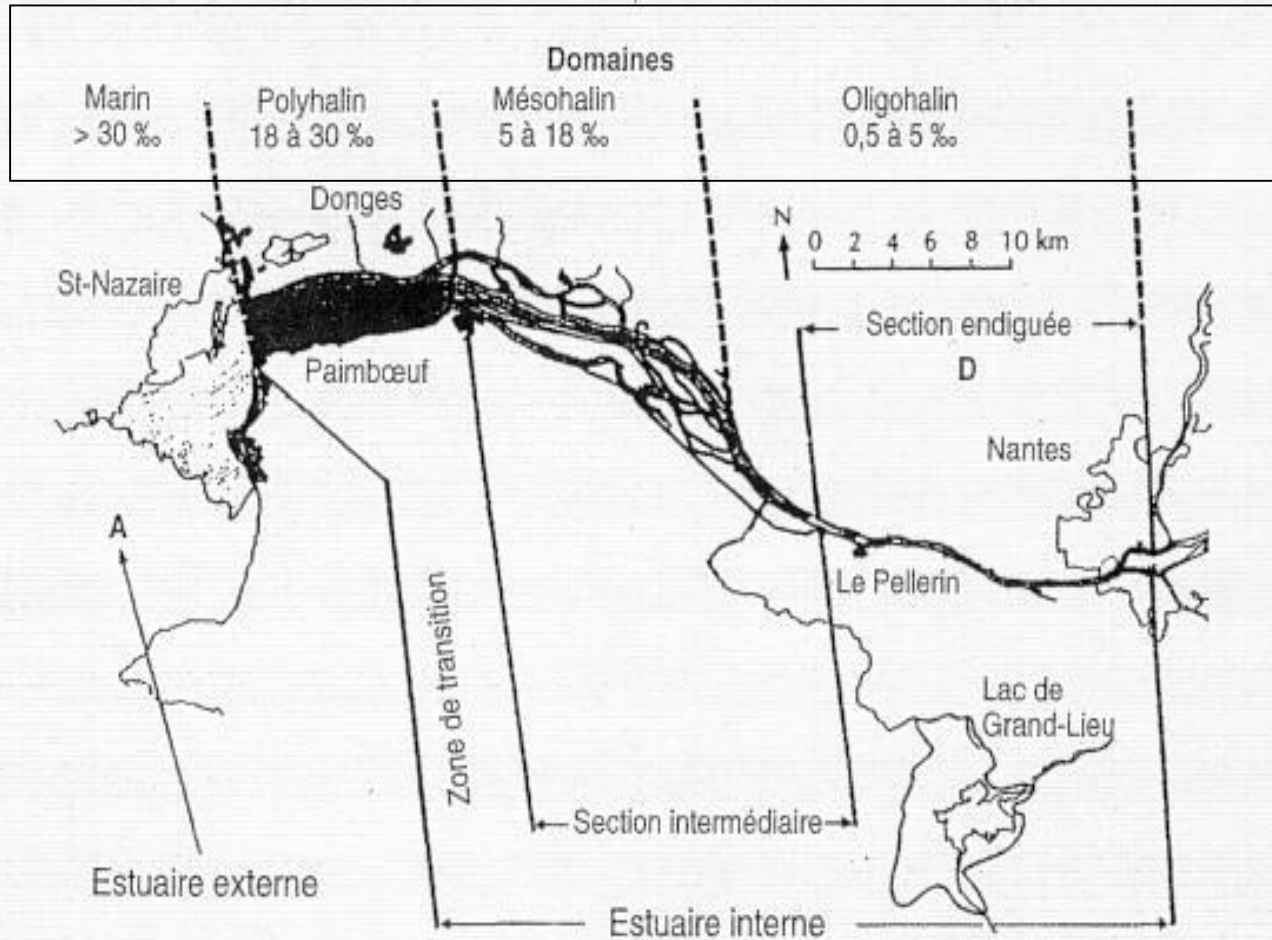 Domaines
Marin
> 30 ‰
Polyhalin
18 à 30 ‰
Mésohalin
5 à 18 ‰
Oligohalin
0,5 à 5 ‰
Donges
N
0 2 4 6 8 10 km
St-Nazaire
Section endiguée
D
Paimbœuf
Nantes
A
Le Pellerin
Zone de transition
Lac de
Grand-Lieu
Section intermédiaire
Estuaire externe
Estuaire interne